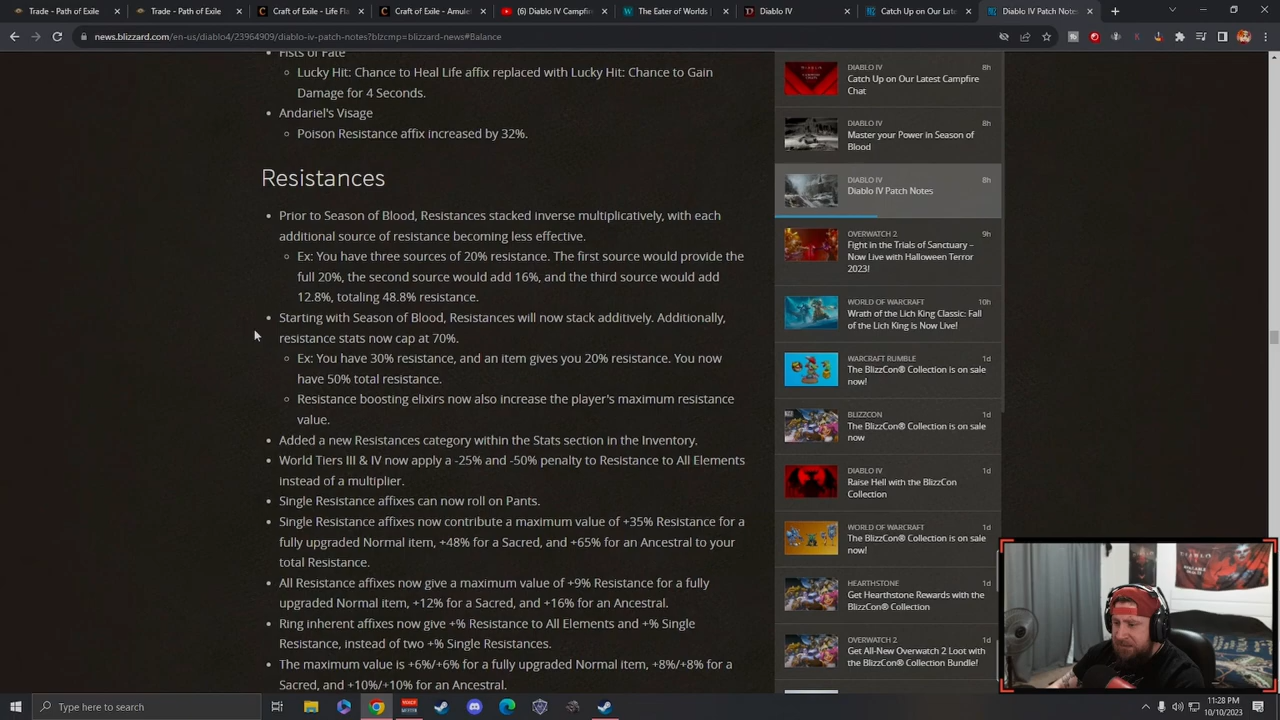 Trade - Path of Exile
Trade - Path of Exile
Craft of Exile - Life Fla
Craft of Exile - Amule
(6) Diablo IV Campfir
The Eater of Worlds |
Diablo IV
Catch Up on Our Late
Diablo IV Patch Notes
news.blizzard.com/en-us/diablo4/23964909/diablo-iv-patch-notes?blzcmp=blizzard-news#Balance
Fists of Fate
Lucky Hit: Chance to Heal Life affix replaced with Lucky Hit: Chance to Gain
Damage for 4 Seconds.
Andariel's Visage
Poison Resistance affix increased by 32%.
Resistances
Prior to Season of Blood, Resistances stacked inverse multiplicatively, with each
additional source of resistance becoming less effective.
Ex: You have three sources of 20% resistance. The first source would provide the
full 20%, the second source would add 16%, and the third source would add
12.8%, totaling 48.8% resistance.
Starting with Season of Blood, Resistances will now stack additively. Additionally,
resistance stats now cap at 70%.
Ex: You have 30% resistance, and an item gives you 20% resistance. You now
have 50% total resistance.
Resistance boosting elixirs now also increase the player's maximum resistance
value.
Added a new Resistances category within the Stats section in the Inventory.
World Tiers III & IV now apply a -25% and -50% penalty to Resistance to All Elements
instead of a multiplier.
Single Resistance affixes can now roll on Pants.
Single Resistance affixes now contribute a maximum value of +35% Resistance for a
fully upgraded Normal item, +48% for a Sacred, and +65% for an Ancestral to your
total Resistance.
All Resistance affixes now give a maximum value of +9% Resistance for a fully
upgraded Normal item, +12% for a Sacred, and +16% for an Ancestral.
Ring inherent affixes now give +% Resistance to All Elements and +% Single
Resistance, instead of two +% Single Resistances.
The maximum value is +6%/+6% for a fully upgraded Normal item, +8%/+8% for a
Sacred, and +10%/+10% for an Ancestral.
DIABLO IV 8h
Catch Up on Our Latest Campfire
Chat
DIABLO IV 8h
Master your Power in Season of
Blood
DIABLO IV 8h
Diablo IV Patch Notes
OVERWATCH 2 9h
Fight in the Trials of Sanctuary –
Now Live with Halloween Terror
2023!
WORLD OF WARCRAFT 10h
Wrath of the Lich King Classic: Fall
of the Lich King is Now Live!
WARCRAFT RUMBLE 1d
The BlizzCon® Collection is on sale
now!
BLIZZCON 1d
The BlizzCon® Collection is on sale
now
DIABLO IV 1d
Raise Hell with the BlizzCon
Collection
WORLD OF WARCRAFT 1d
The BlizzCon® Collection is on sale
now!
HEARTHSTONE 1d
Get Hearthstone Rewards with the
BlizzCon® Collection
OVERWATCH 2 1d
Get All-New Overwatch 2 Loot with
the BlizzCon® Collection Bundle!
DIABLO
Type here to search
11:28 PM
10/10/2023